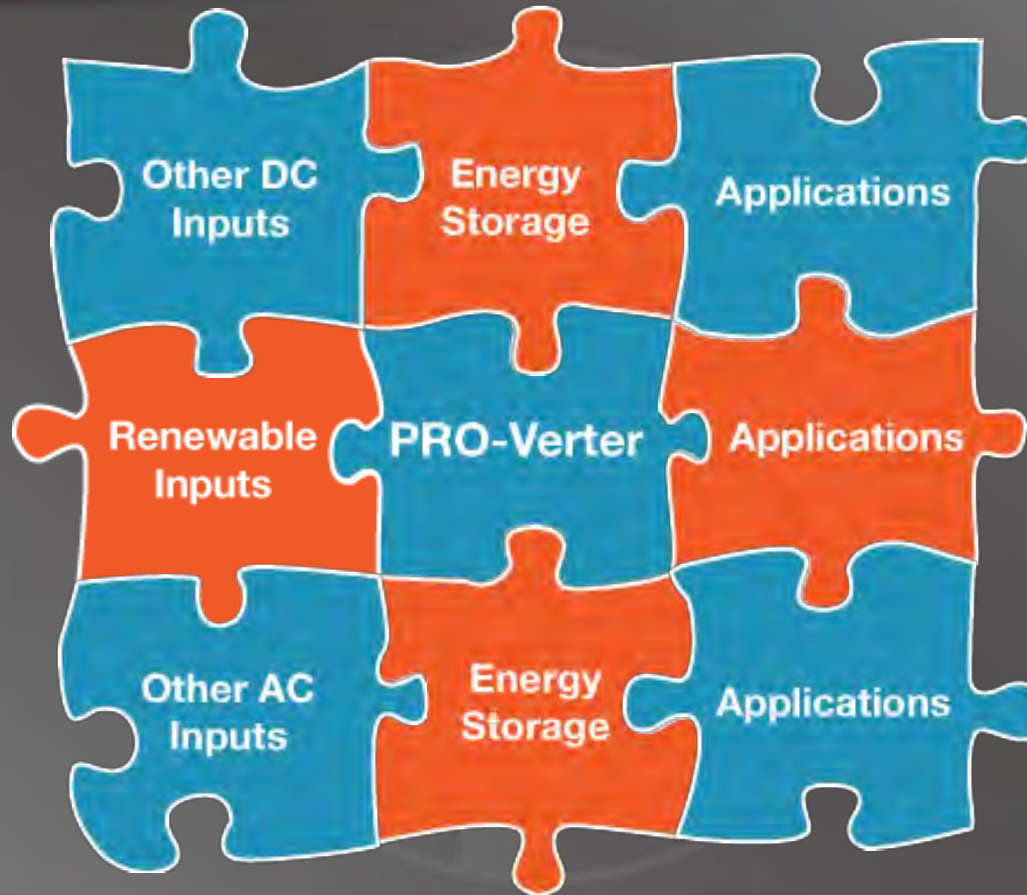 Other DC
Inputs
Energy
Storage
Applications
Renewable
Inputs
PRO-Verter
Applications
Other AC
Inputs
Energy
Storage
Applications